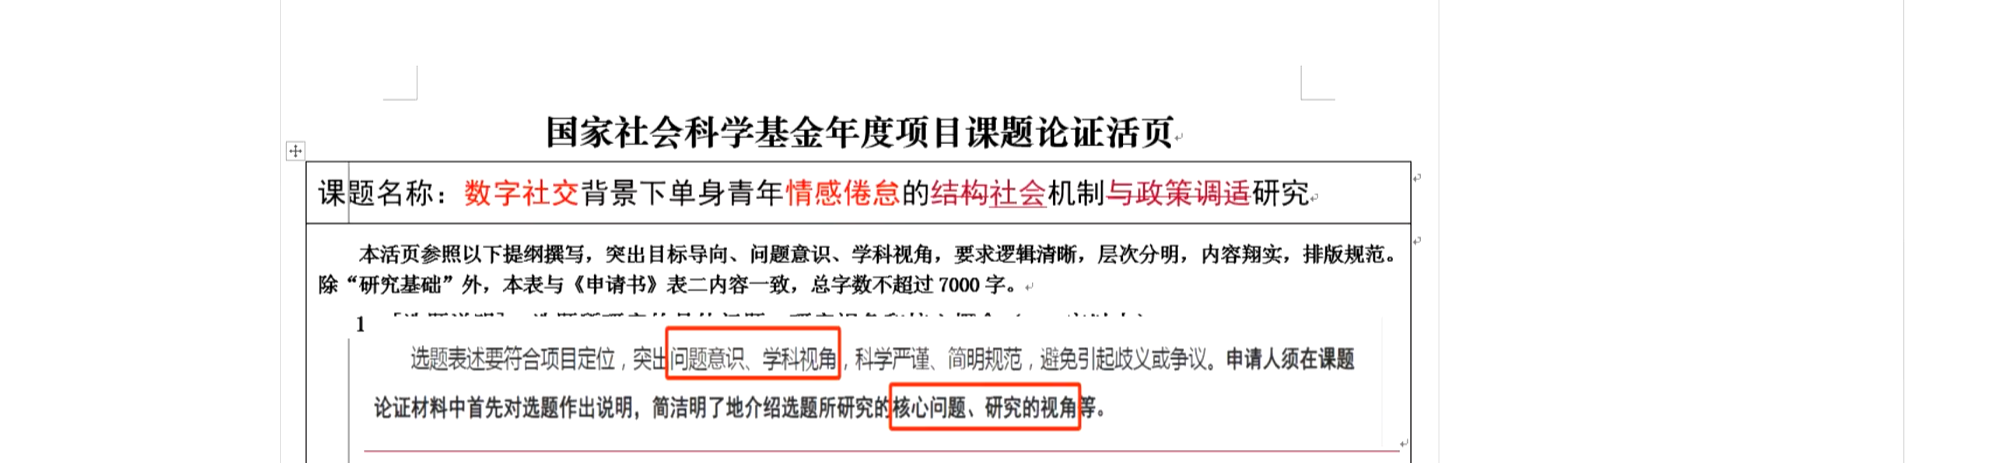 国家社会科学基金年度项目课题论证活页
课题名称：数字社交背景下单身青年情感倦怠的结构社会机制与政策调适研究
本活页参照以下提纲撰写，突出目标导向、问题意识、学科视角，要求逻辑清晰，层次分明，内容翔实，排版规范。
除“研究基础”外，本表与《申请书》表二内容一致，总字数不超过 7000 字。
1
选题表述要符合项目定位，突出问题意识、学科视角，科学严谨、简明规范，避免引起歧义或争议。申请人须在课题
论证材料中首先对选题作出说明，简洁明了地介绍选题所研究的核心问题、研究的视角等。